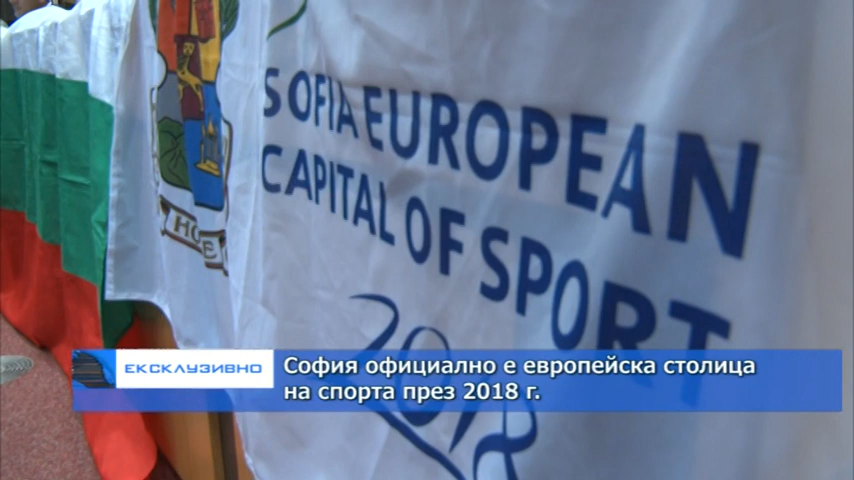 SOFIA EUROPEAN
CAPITAL OF SPORT
2018
ЕКСКЛУЗИВНО
София официално е европейска столица
на спорта през 2018 г.